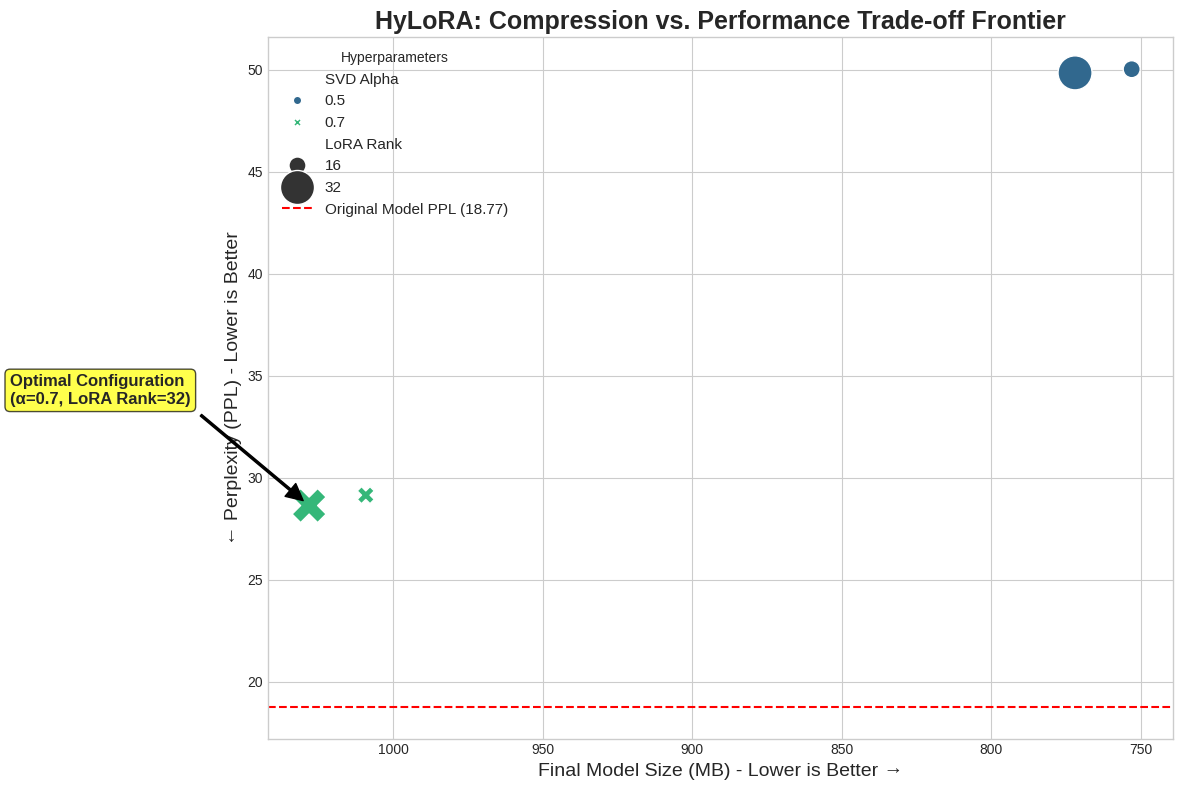 HyLoRA: Compression vs. Performance Trade-off Frontier
Hyperparameters
SVD Alpha
0.5
0.7
LoRA Rank
16
32
Original Model PPL (18.77)
← Perplexity (PPL) - Lower is Better
50
45
40
35
30
25
20
Optimal Configuration
(α=0.7, LoRA Rank=32)
1000
950
900
850
800
750
Final Model Size (MB) - Lower is Better →